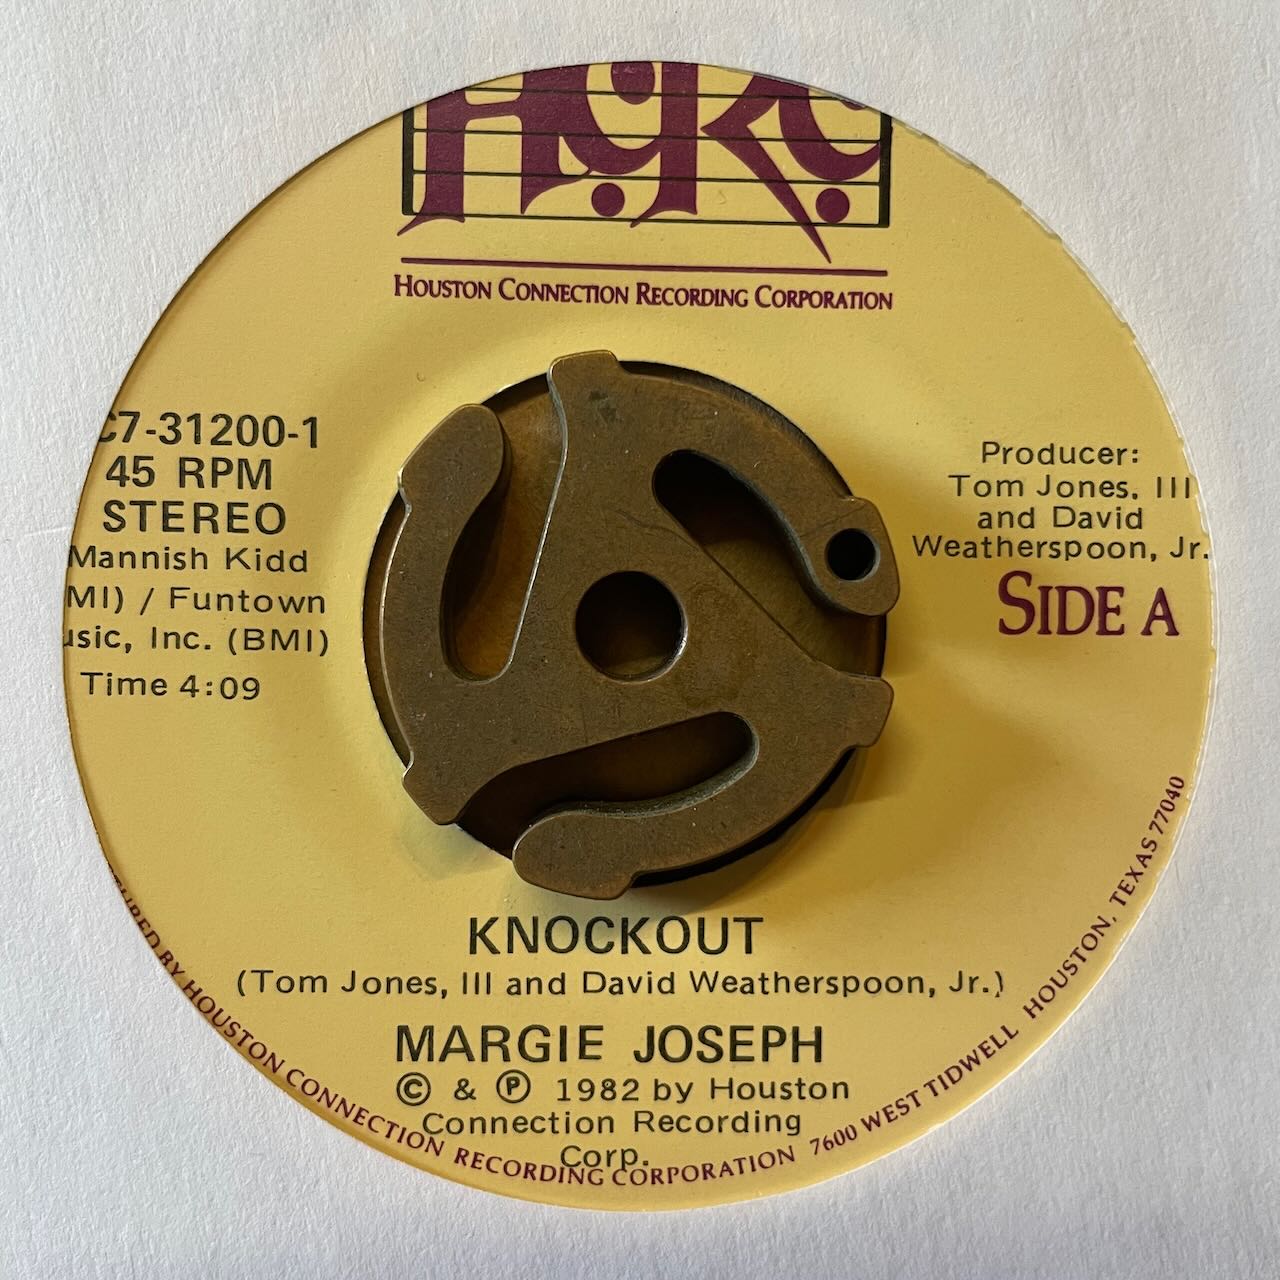 H.C.R.C.
HOUSTON CONNECTION RECORDING CORPORATION
C7-31200-1
45 RPM
STEREO
Mannish Kidd
MI) / Funtown
usic, Inc. (BMI)
Time 4:09
Producer:
Tom Jones, III
and David
Weatherspoon, Jr.
SIDE A
KNOCKOUT
(Tom Jones, III and David Weatherspoon, Jr.)
MARGIE JOSEPH
© & ℗ 1982 by Houston
Connection Recording
Corp.
TURED BY HOUSTON CONNECTION RECORDING CORPORATION 7600 WEST TIDWELL HOUSTON, TEXAS 77040